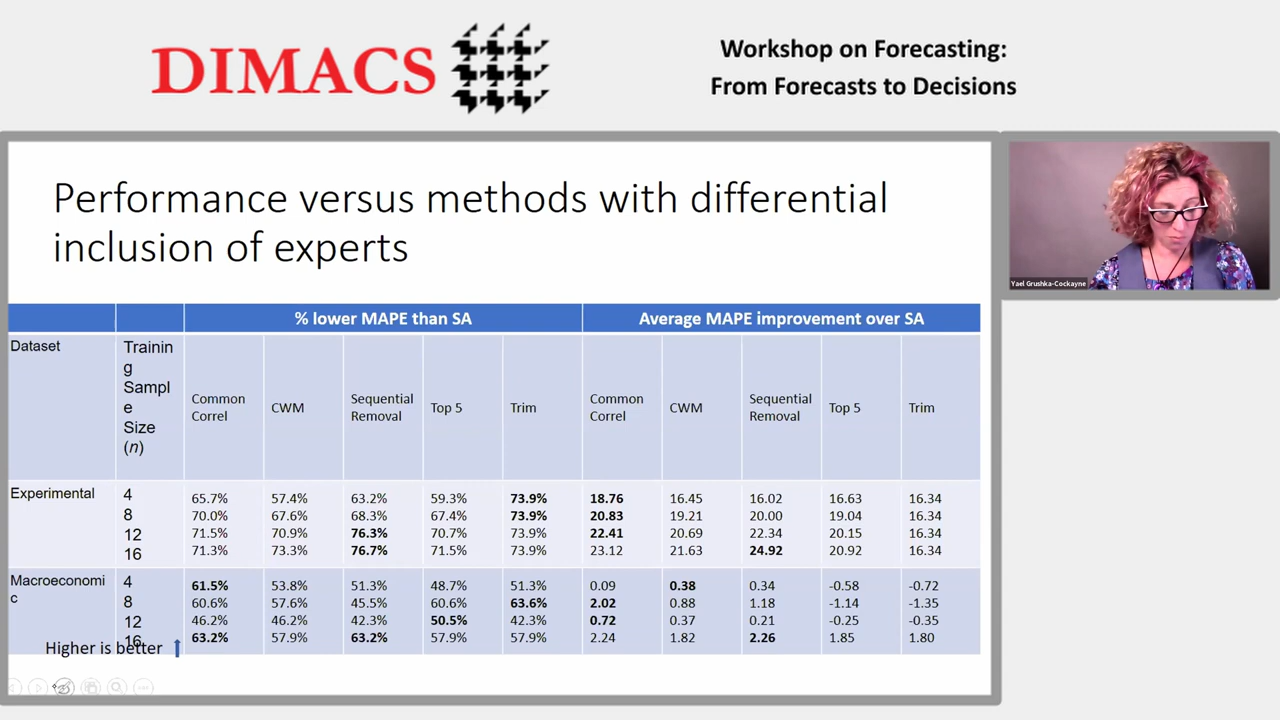 DIMACS
Workshop on Forecasting:
From Forecasts to Decisions
Performance versus methods with differential
inclusion of experts
% lower MAPE than SA Average MAPE improvement over SA
Dataset
Trainin
g
Sampl
e
Size
(n)
Common
Correl
CWM
Sequential
Removal
Top 5
Trim
Common
Correl
CWM
Sequential
Removal
Top 5
Trim
Experimental
4 65.7% 57.4% 63.2% 59.3% 73.9% 18.76 16.45 16.02 16.63 16.34
8 70.0% 67.6% 68.3% 67.4% 73.9% 20.83 19.21 20.00 19.04 16.34
12 71.5% 70.9% 76.3% 70.7% 73.9% 22.41 20.69 22.34 20.15 16.34
16 71.3% 73.3% 76.7% 71.5% 73.9% 23.12 21.63 24.92 20.92 16.34
Macroeconomi
c
4 61.5% 53.8% 51.3% 48.7% 51.3% 0.09 0.38 0.34 -0.58 -0.72
8 60.6% 57.6% 45.5% 60.6% 63.6% 2.02 0.88 1.18 -1.14 -1.35
12 46.2% 46.2% 42.3% 50.5% 42.3% 0.72 0.37 0.21 -0.25 -0.35
16 63.2% 57.9% 63.2% 57.9% 57.9% 2.24 1.82 2.26 1.85 1.80
Higher is better
Yael Grushka-Cockayne